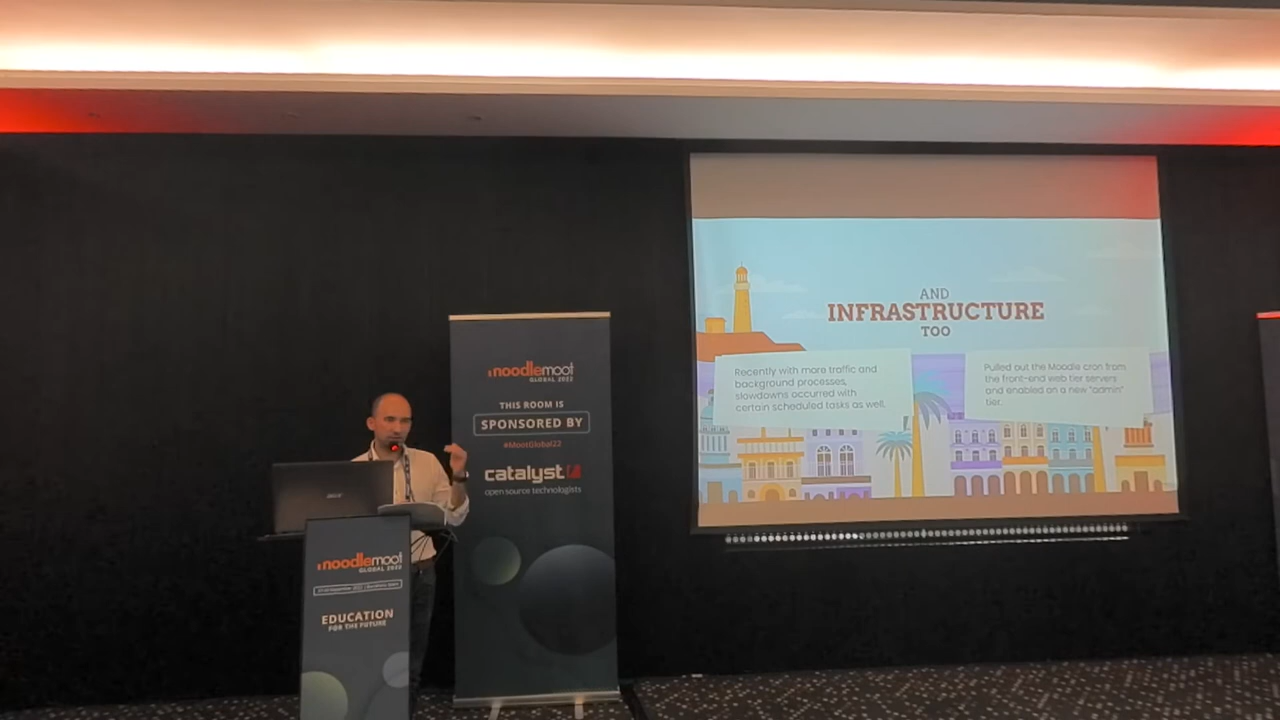 AND
INFRASTRUCTURE
TOO
Recently with more traffic and
background processes,
slowdowns occurred with
certain scheduled tasks as well.
Pulled out the Moodle cron from
the front-end web tier servers
and enabled on a new "admin"
tier.
moodlemoot
GLOBAL 2022
THIS ROOM IS
SPONSORED BY
#MootGlobal22
catalyst
open source technologists
acer
moodlemoot
GLOBAL 2022
EDUCATION
FOR THE FUTURE